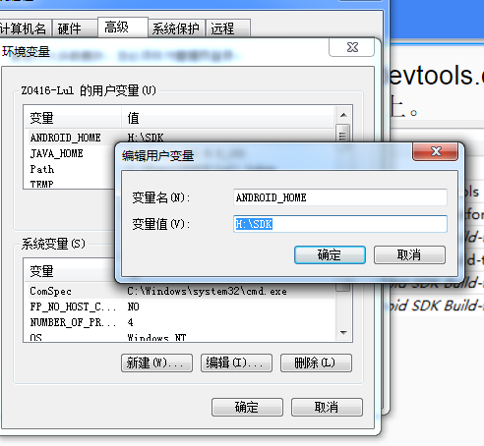 计算机名 硬件 高级 系统保护 远程
环境变量
Z0416-Lul 的用户变量(U)
变量 值
ANDROID_HOME H:\SDK
JAVA_HOME
Path
TEMP
编辑用户变量
变量名(N): ANDROID_HOME
变量值(V): H:\SDK
确定 取消
系统变量(S)
变量
ComSpec C:\Windows\system32\cmd.exe
FP_NO_HOST_C... NO
NUMBER_OF_PR... 4
OS Windows_NT
新建(W)... 编辑(I)... 删除(L)
确定 取消
evtools.
上。
ols
for
Build-
d-t
oid SDK Build-